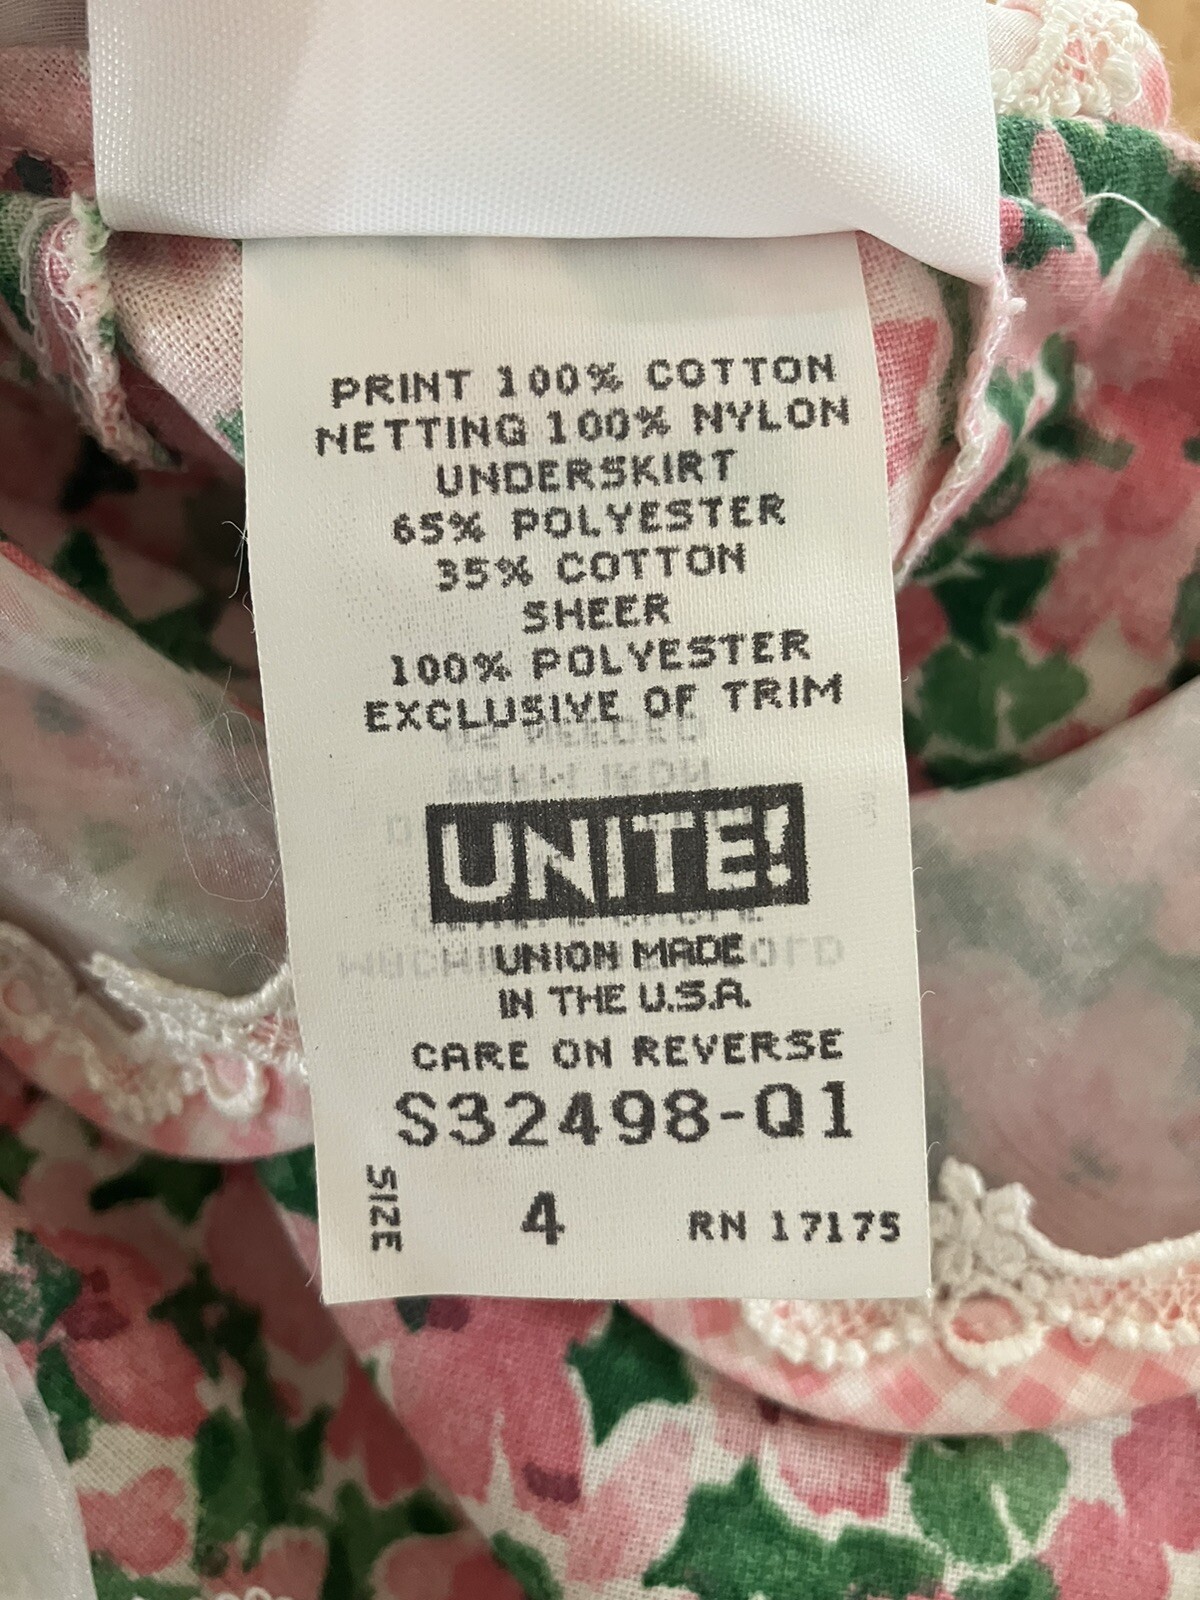 PRINT 100% COTTON
NETTING 100% NYLON
UNDERSKIRT
65% POLYESTER
35% COTTON
SHEER
100% POLYESTER
EXCLUSIVE OF TRIM
UNITE!
UNION MADE
IN THE U.S.A.
CARE ON REVERSE
S32498-Q1
SIZE 4 RN 17175